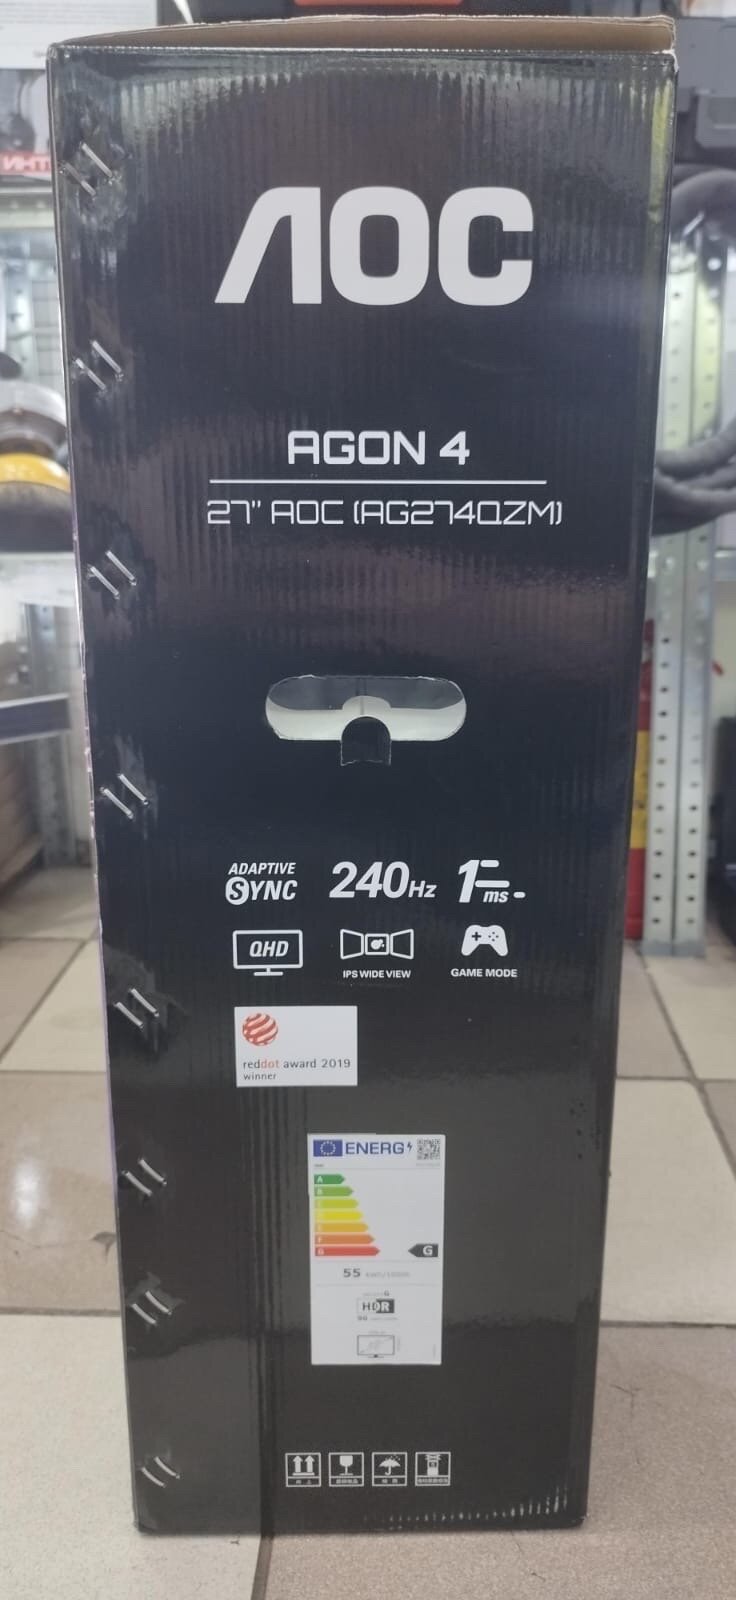 AOC
AGON 4
27" AOC (AG274QZM)
ADAPTIVE
SYNC
240Hz
1ms
QHD
IPS WIDE VIEW
GAME MODE
reddot award 2019
winner
ENERG
A
B
E
F
G
G
55
G
HDR
90